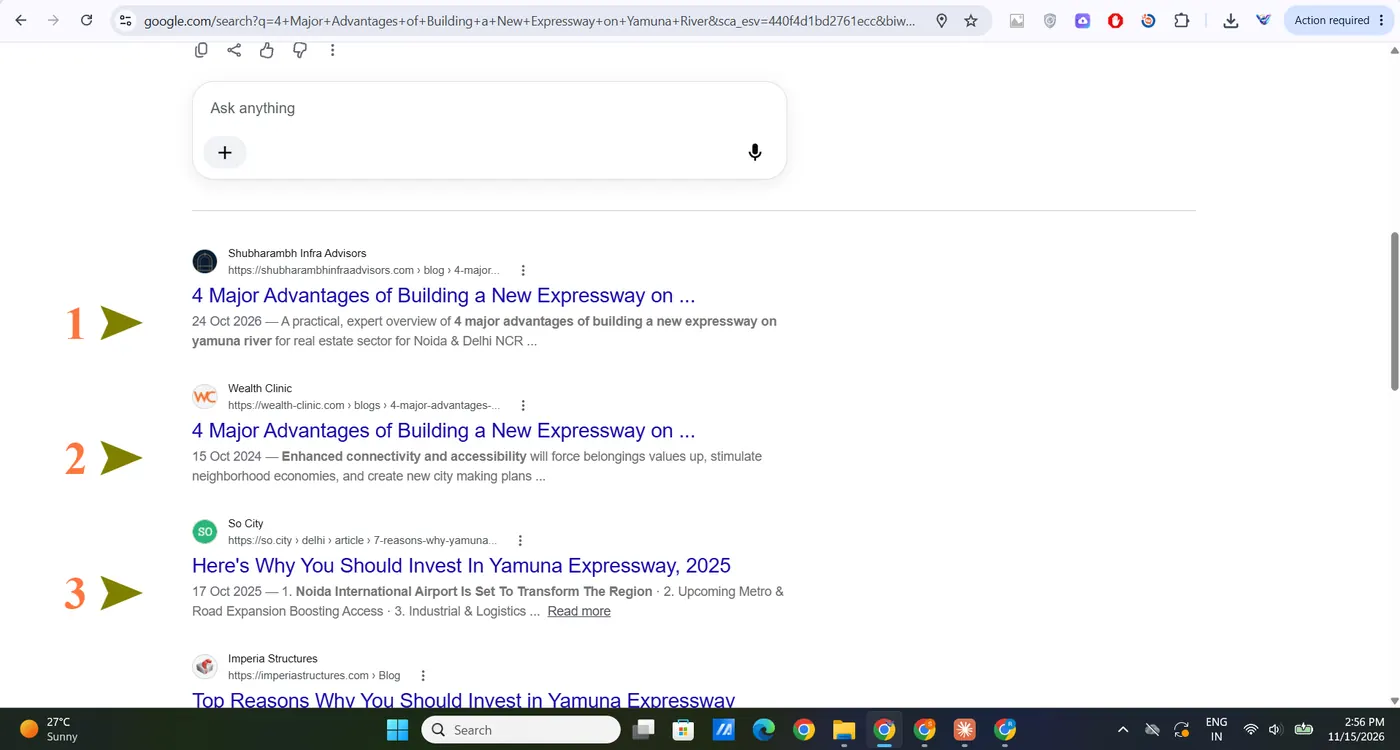 google.com/search?q=4+Major+Advantages+of+Building+a+New+Expressway+on+Yamuna+River&sca_esv=440f4d1bd2761ecc&biw...
Action required
Ask anything
Shubharambh Infra Advisors
https://shubharambhinfraadvisors.com › blog › 4-major...
4 Major Advantages of Building a New Expressway on ...
1
24 Oct 2026 — A practical, expert overview of 4 major advantages of building a new expressway on
yamuna river for real estate sector for Noida & Delhi NCR ...
WC
Wealth Clinic
https://wealth-clinic.com › blogs › 4-major-advantages-...
4 Major Advantages of Building a New Expressway on ...
2
15 Oct 2024 — Enhanced connectivity and accessibility will force belongings values up, stimulate
neighborhood economies, and create new city making plans ...
SO
So City
https://so.city › delhi › article › 7-reasons-why-yamuna...
Here's Why You Should Invest In Yamuna Expressway, 2025
3
17 Oct 2025 — 1. Noida International Airport Is Set To Transform The Region · 2. Upcoming Metro &
Road Expansion Boosting Access · 3. Industrial & Logistics ... Read more
Imperia Structures
https://imperiastructures.com › Blog
Top Reasons Why You Should Invest in Yamuna Expressway
27°C
Sunny
Search
ENG
IN
2:56 PM
11/15/2026